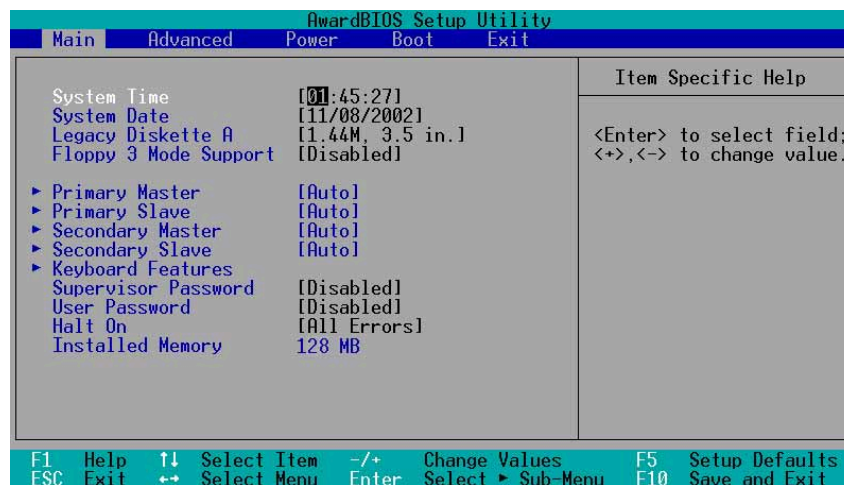 AwardBIOS Setup Utility
Main Advanced Power Boot Exit
Item Specific Help
System Time [01:45:27]
System Date [11/08/2002]
Legacy Diskette A [1.44M, 3.5 in.]
Floppy 3 Mode Support [Disabled]
<Enter> to select field;
<+>,<-> to change value.
► Primary Master [Auto]
► Primary Slave [Auto]
► Secondary Master [Auto]
► Secondary Slave [Auto]
► Keyboard Features
Supervisor Password [Disabled]
User Password [Disabled]
Halt On [All Errors]
Installed Memory 128 MB
F1 Help ↑↓ Select Item -/+ Change Values F5 Setup Defaults
ESC Exit ←→ Select Menu Enter Select ► Sub-Menu F10 Save and Exit